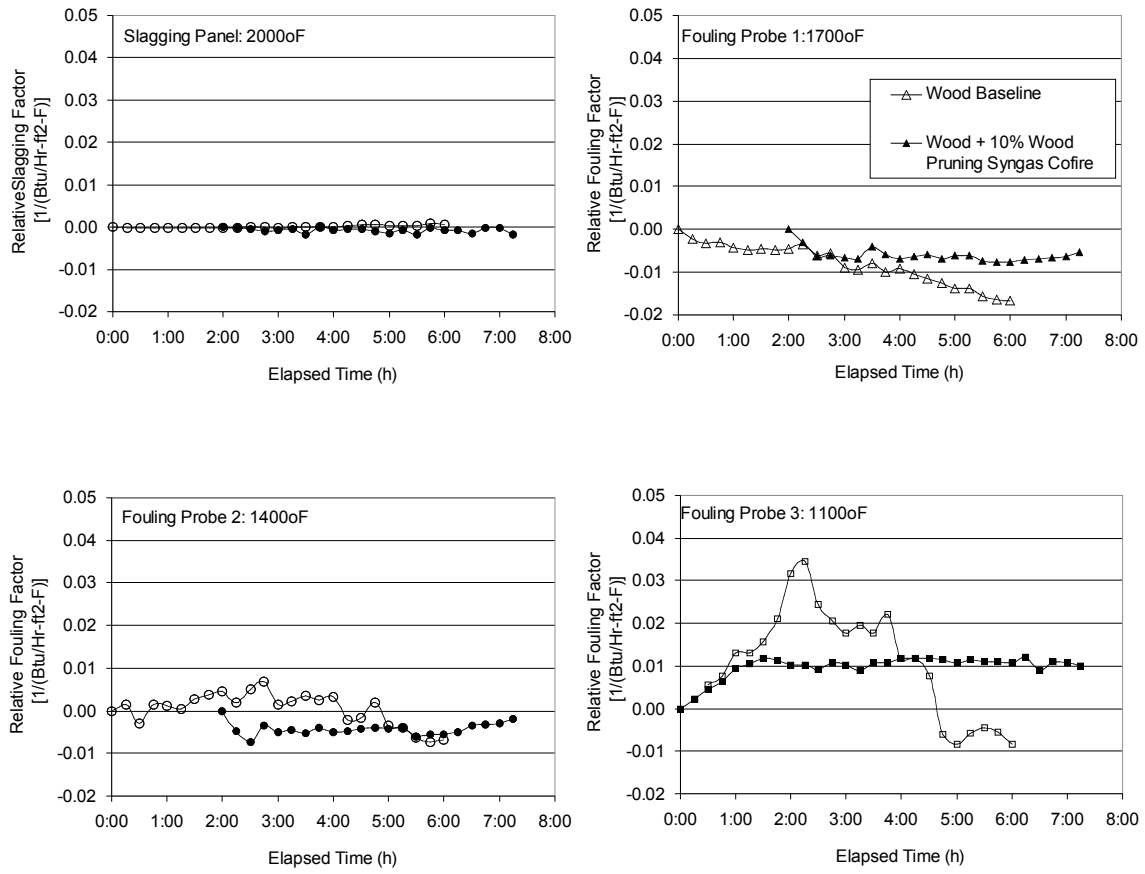 Slagging Panel: 2000oF
RelativeSlagging Factor
[1/(Btu/Hr-ft2-F)]
0.05
0.04
0.03
0.02
0.01
0.00
-0.01
-0.02
0:00 1:00 2:00 3:00 4:00 5:00 6:00 7:00 8:00
Elapsed Time (h)
Fouling Probe 1:1700oF
Relative Fouling Factor
[1/(Btu/Hr-ft2-F)]
0.05
0.04
0.03
0.02
0.01
0.00
-0.01
-0.02
Wood Baseline
Wood + 10% Wood
Pruning Syngas Cofire
0:00 1:00 2:00 3:00 4:00 5:00 6:00 7:00 8:00
Elapsed Time (h)
Fouling Probe 2: 1400oF
Relative Fouling Factor
[1/(Btu/Hr-ft2-F)]
0.05
0.04
0.03
0.02
0.01
0.00
-0.01
-0.02
0:00 1:00 2:00 3:00 4:00 5:00 6:00 7:00 8:00
Elapsed Time (h)
Fouling Probe 3: 1100oF
Relative Fouling Factor
[1/(Btu/Hr-ft2-F)]
0.05
0.04
0.03
0.02
0.01
0.00
-0.01
-0.02
0:00 1:00 2:00 3:00 4:00 5:00 6:00 7:00 8:00
Elapsed Time (h)